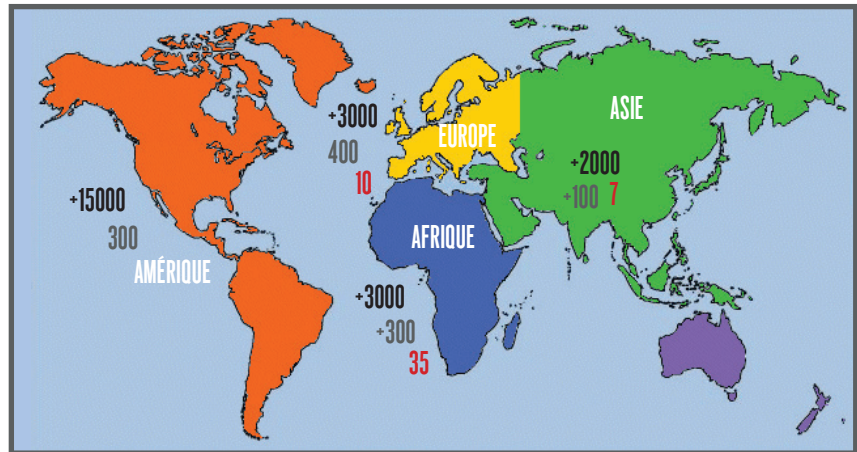 +15000
300
AMÉRIQUE
+3000
400
10
EUROPE
ASIE
+2000
+100 7
AFRIQUE
+3000
+300
35